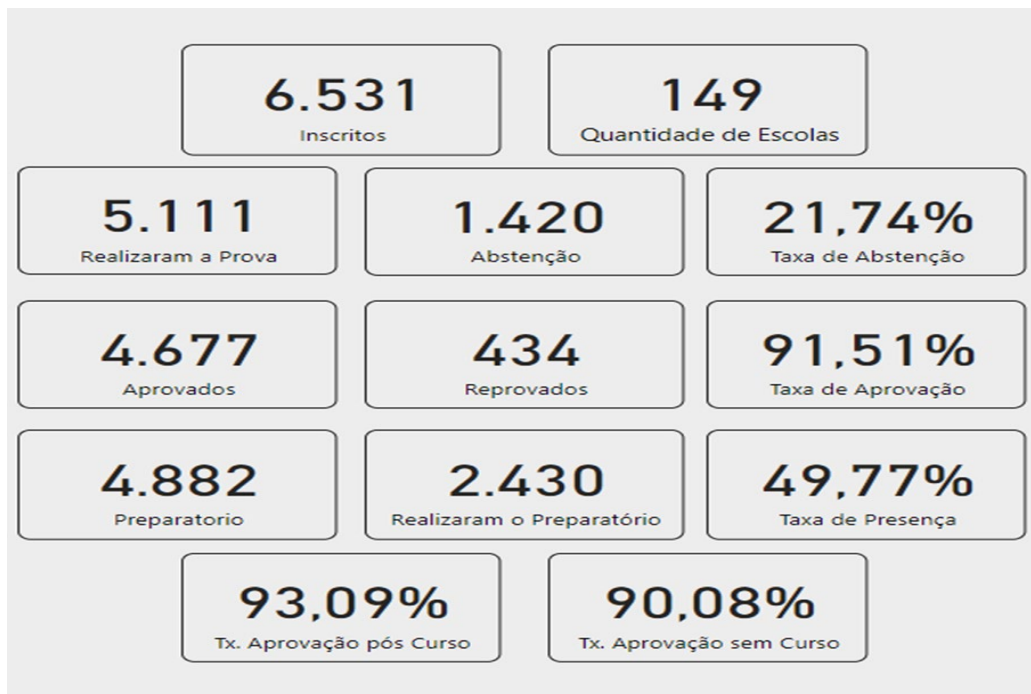 6.531
Inscritos
149
Quantidade de Escolas
5.111
Realizaram a Prova
1.420
Abstenção
21,74%
Taxa de Abstenção
4.677
Aprovados
434
Reprovados
91,51%
Taxa de Aprovação
4.882
Preparatorio
2.430
Realizaram o Preparatório
49,77%
Taxa de Presença
93,09%
Tx. Aprovação pós Curso
90,08%
Tx. Aprovação sem Curso